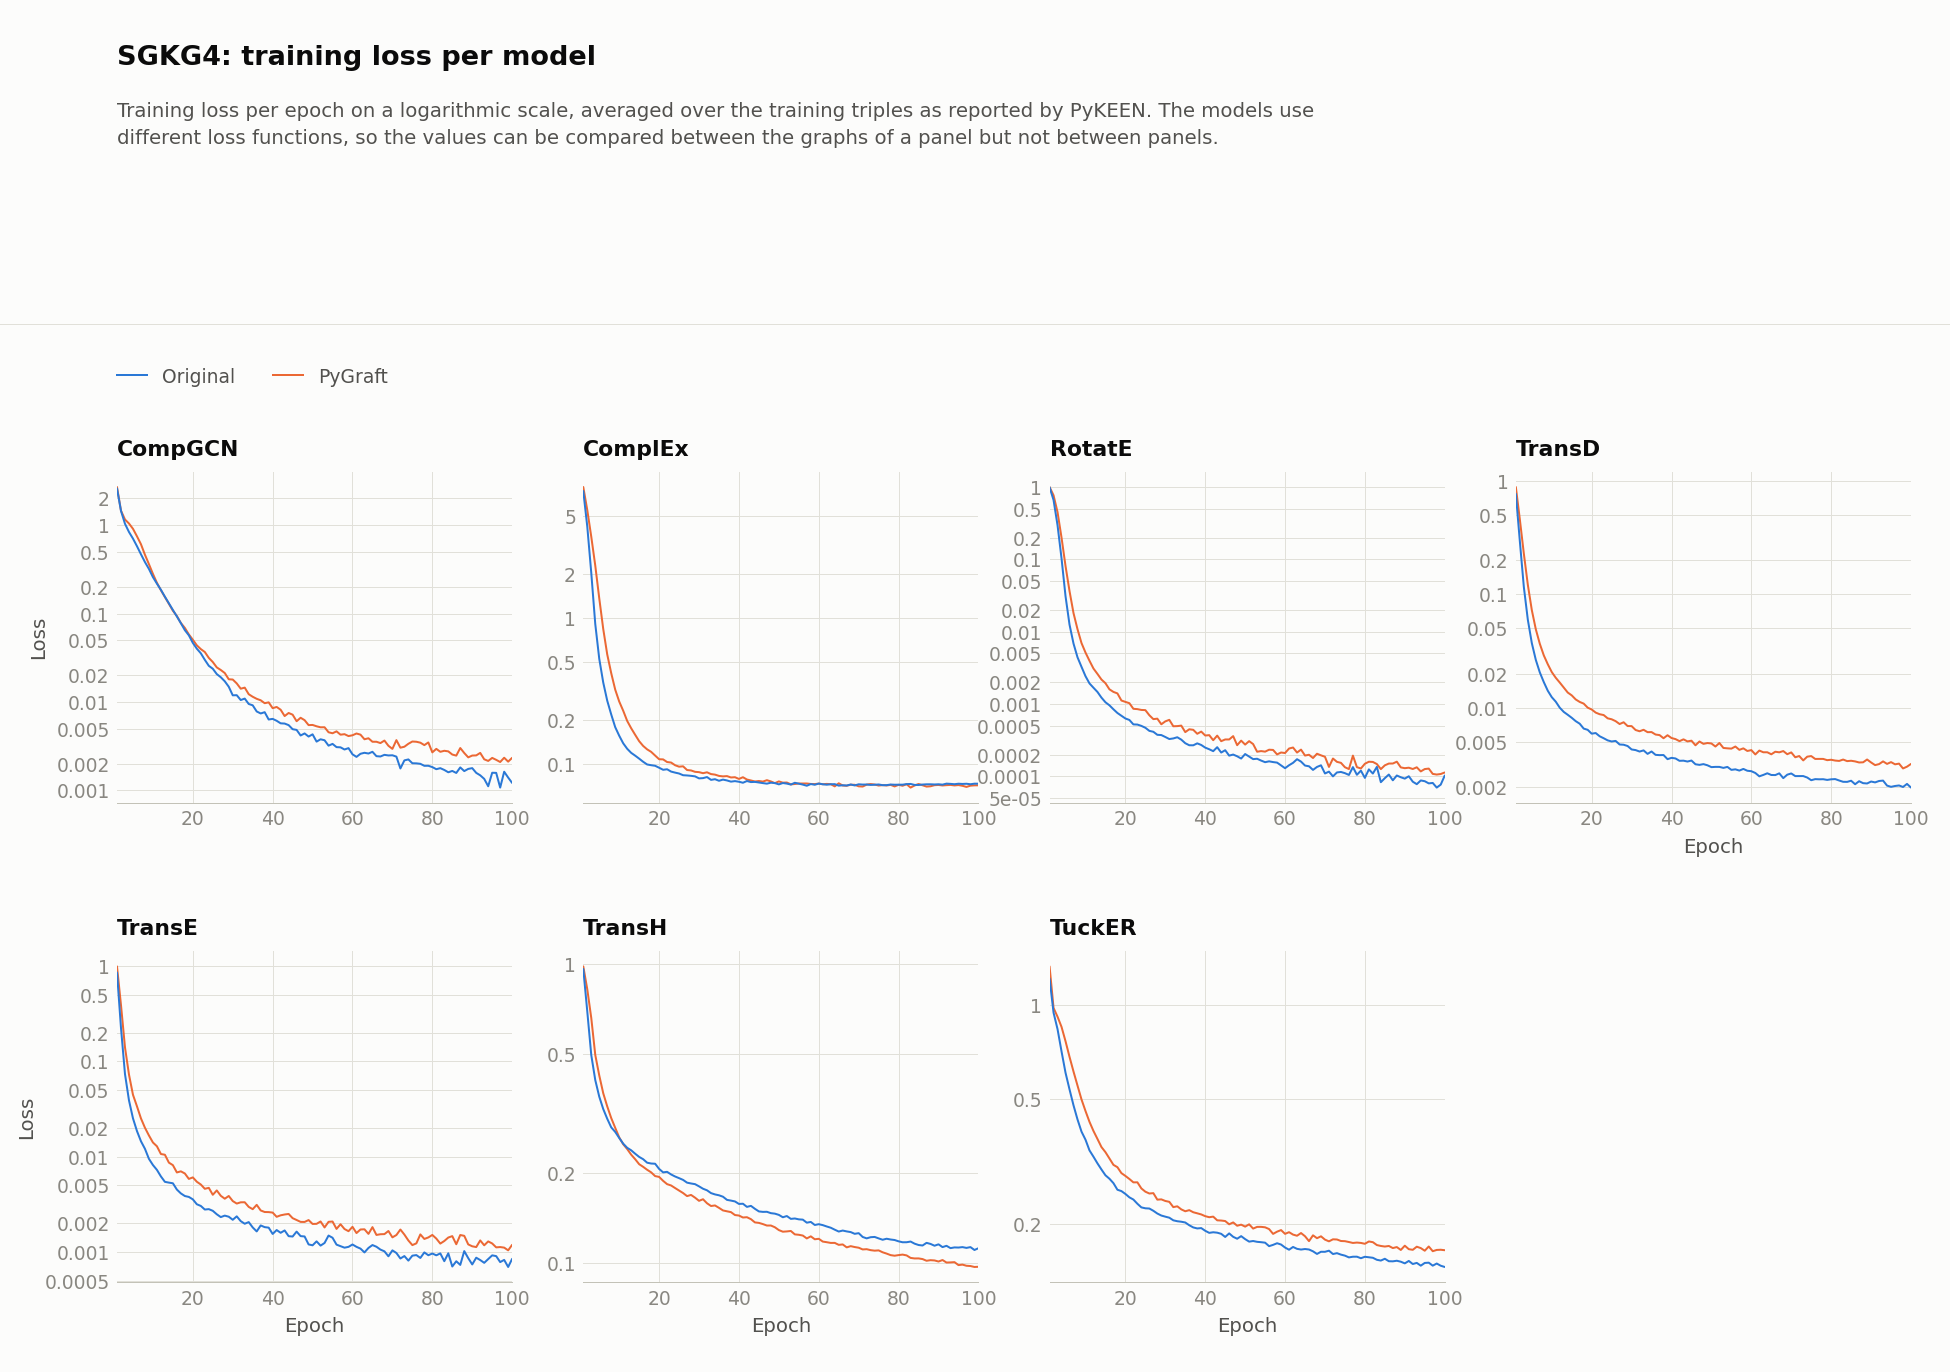 SGKG4: training loss per model
Training loss per epoch on a logarithmic scale, averaged over the training triples as reported by PyKEEN. The models use
different loss functions, so the values can be compared between the graphs of a panel but not between panels.
Original PyGraft
CompGCN
2
1
0.5
0.2
0.1
0.05
0.02
0.01
0.005
0.002
0.001
Loss
20 40 60 80 100
ComplEx
5
2
1
0.5
0.2
0.1
20 40 60 80 100
RotatE
1
0.5
0.2
0.1
0.05
0.02
0.01
0.005
0.002
0.001
0.0005
0.0002
0.0001
5e-05
20 40 60 80 100
TransD
1
0.5
0.2
0.1
0.05
0.02
0.01
0.005
0.002
20 40 60 80 100
Epoch
TransE
1
0.5
0.2
0.1
0.05
0.02
0.01
0.005
0.002
0.001
0.0005
Loss
20 40 60 80 100
Epoch
TransH
1
0.5
0.2
0.1
20 40 60 80 100
Epoch
TuckER
1
0.5
0.2
20 40 60 80 100
Epoch